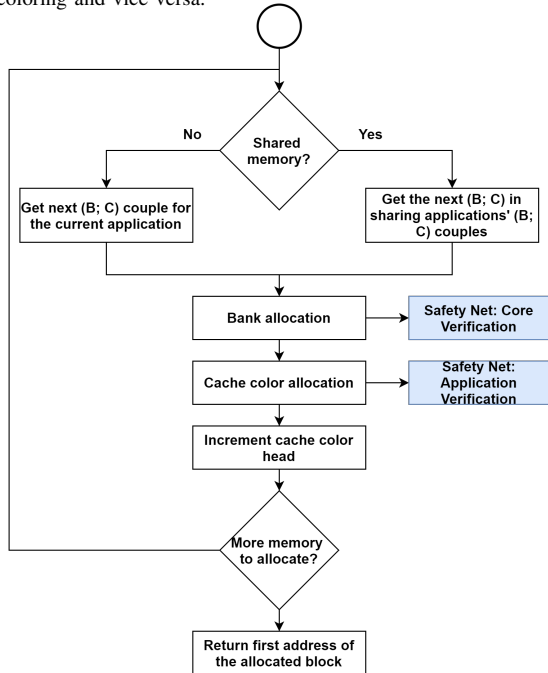 coloring and vice versa.
Shared
memory?
No
Yes
Get next (B; C) couple for
the current application
Get the next (B; C) in
sharing applications' (B;
C) couples
Bank allocation
Safety Net: Core
Verification
Cache color allocation
Safety Net:
Application
Verification
Increment cache color
head
More memory
to allocate?
Return first address of
the allocated block